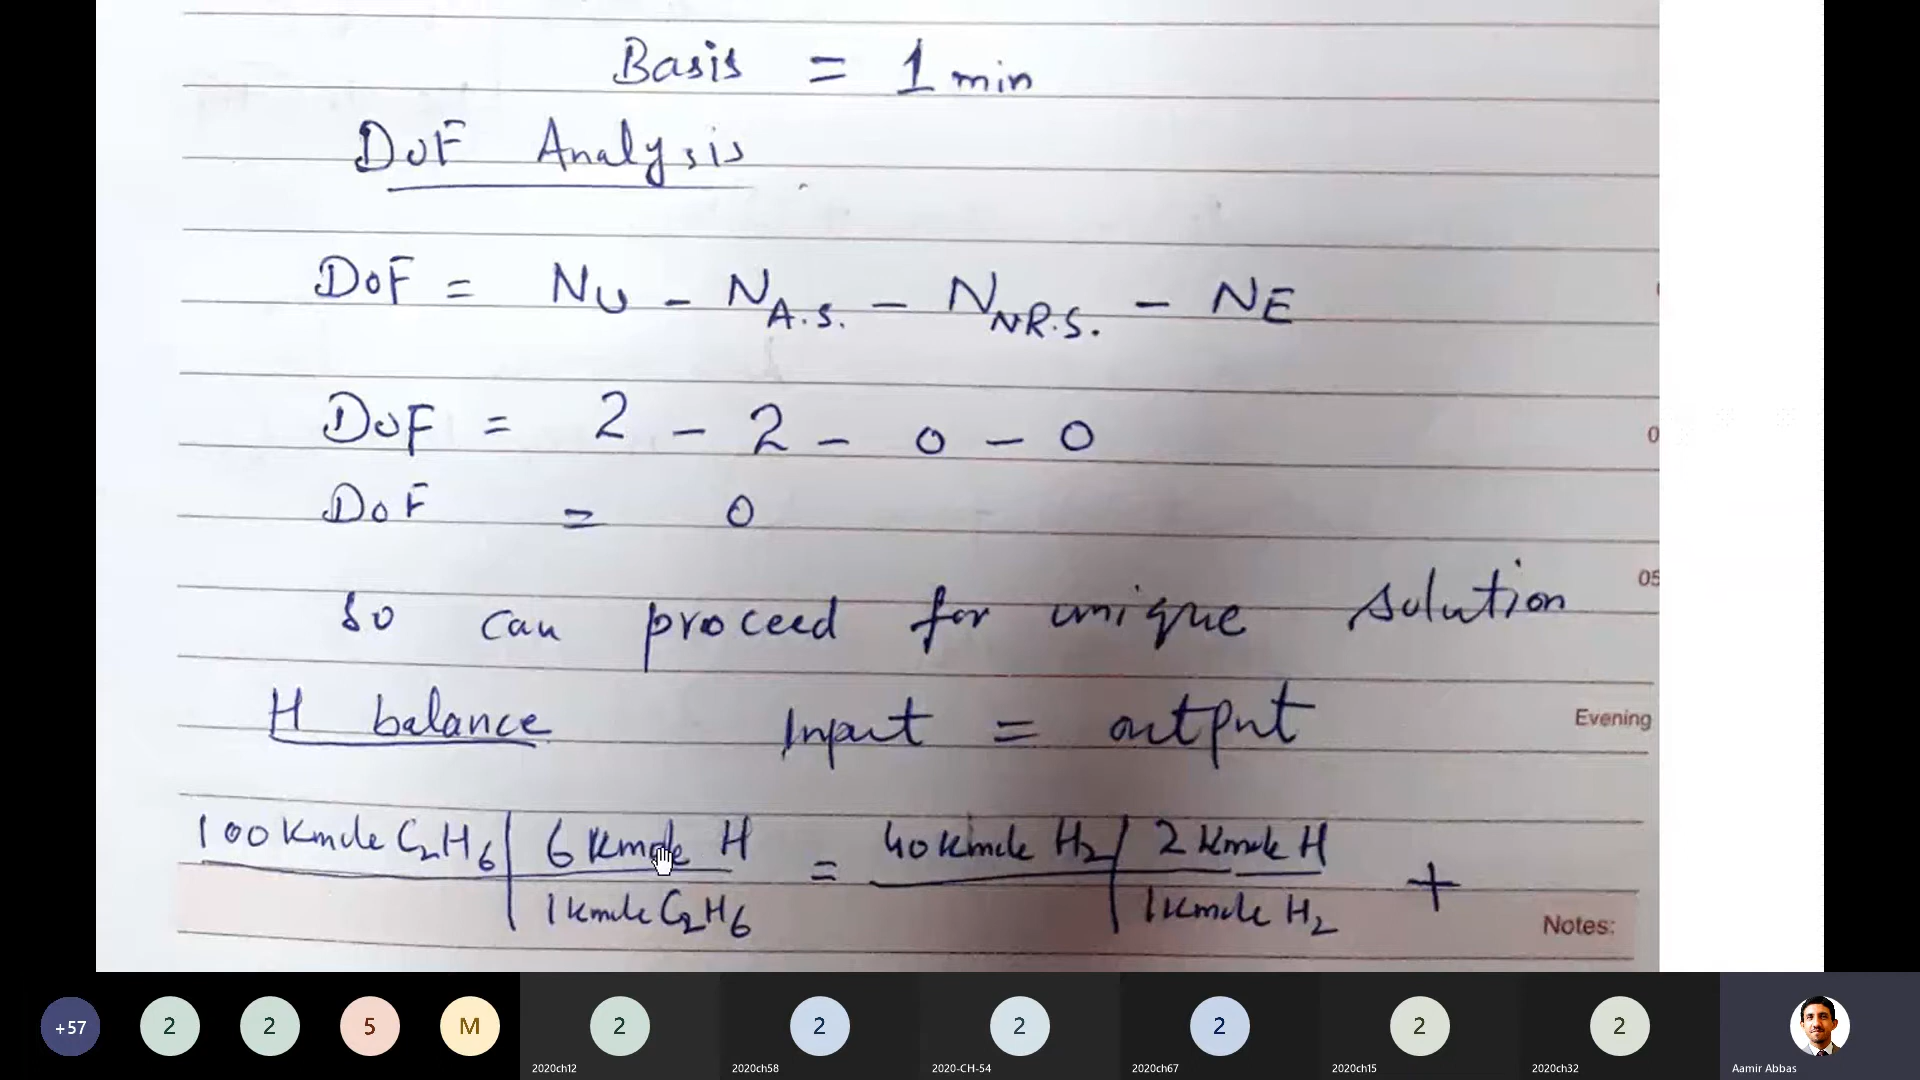 Basis = 1 min
DoF Analysis
DoF = NU - N A.S. - N NR.S. - NE
DoF = 2 - 2 - 0 - 0
DoF = 0
05
So can proceed for unique solution
H balance Input = output
Evening
100 Kmole C2H6 | 6 Kmole H = 40 Kmole H2 | 2 Kmole H +
1 Kmole C2H6 1 Kmole H2
Notes:
+57 2 2 5 M 2 2 2 2 2 2
2020ch12 2020ch58 2020-CH-54 2020ch67 2020ch15 2020ch32 Aamir Abbas